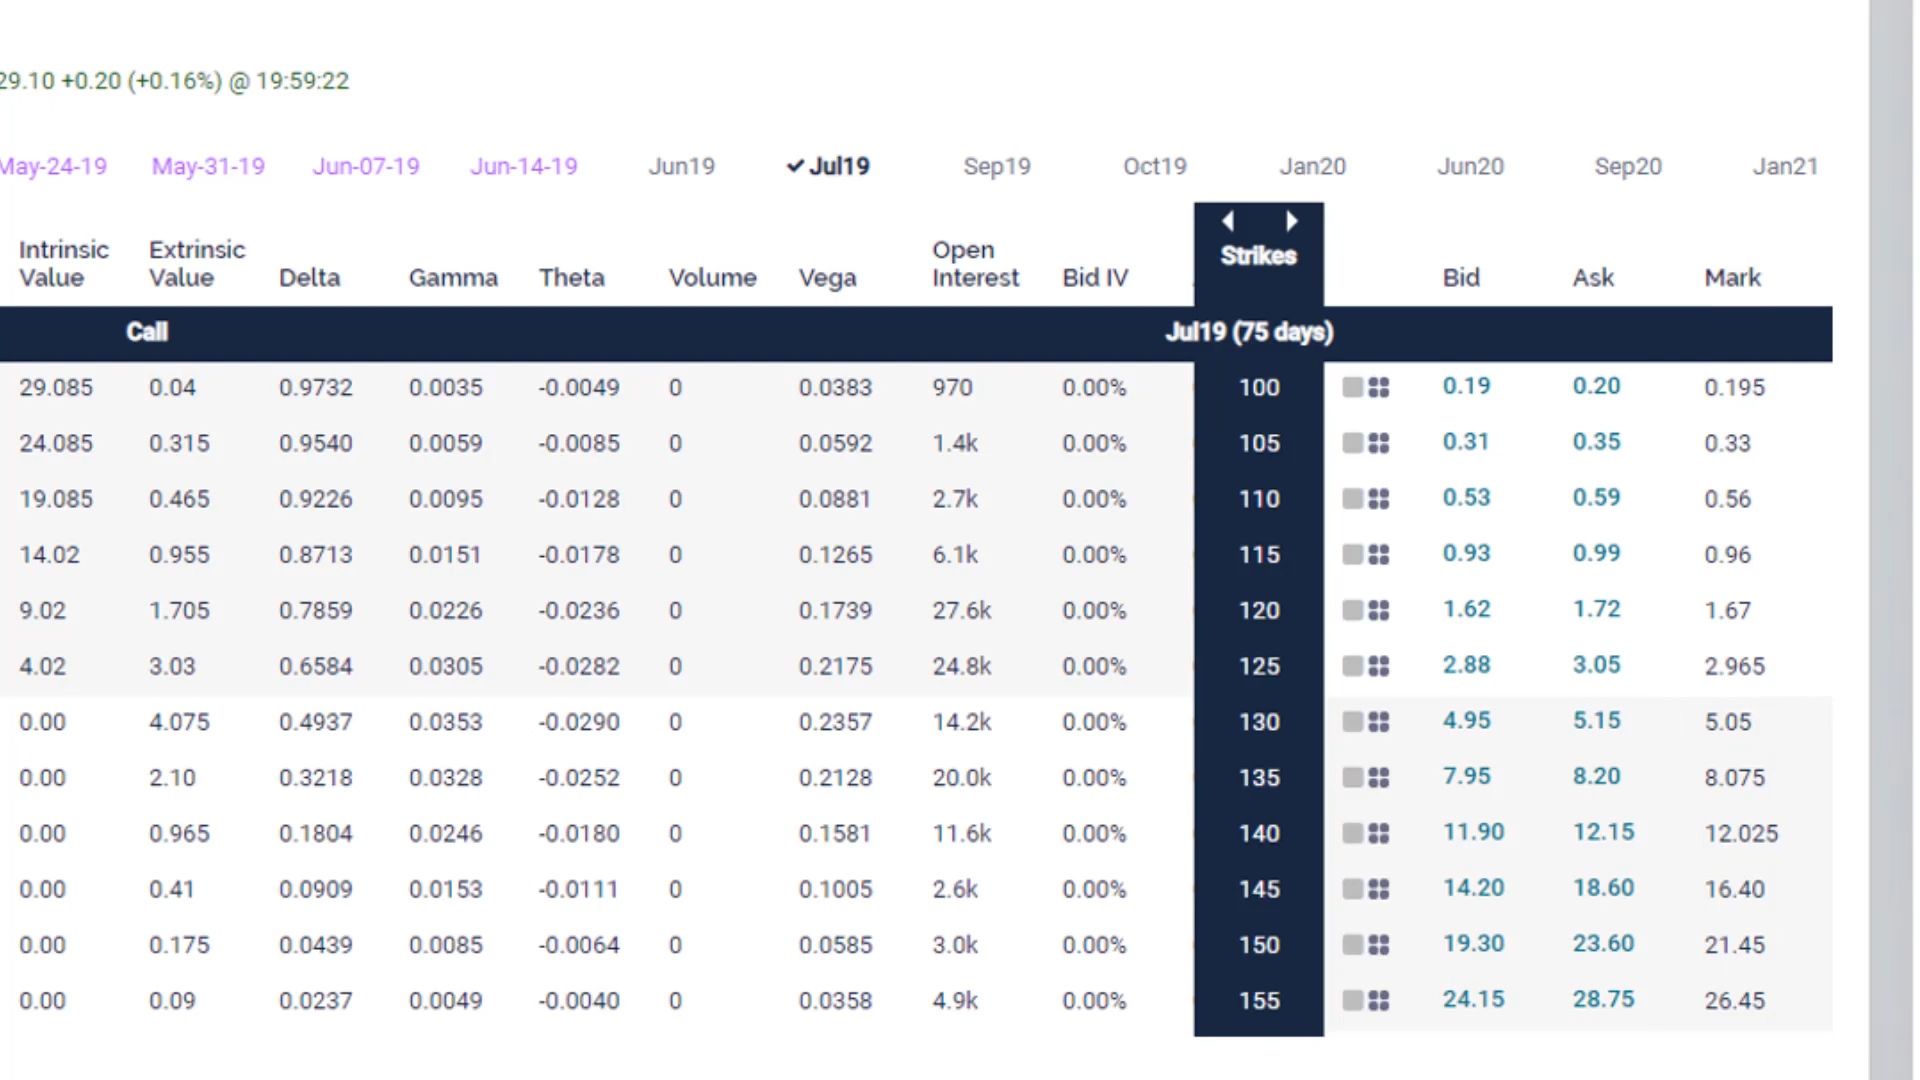 29.10 +0.20 (+0.16%) @ 19:59:22
May-24-19 May-31-19 Jun-07-19 Jun-14-19 Jun19 Jul19 Sep19 Oct19 Jan20 Jun20 Sep20 Jan21
Intrinsic Value Extrinsic Value Delta Gamma Theta Volume Vega Open Interest Bid IV Strikes Bid Ask Mark
Call Jul19 (75 days)
29.085 0.04 0.9732 0.0035 -0.0049 0 0.0383 970 0.00% 100 0.19 0.20 0.195
24.085 0.315 0.9540 0.0059 -0.0085 0 0.0592 1.4k 0.00% 105 0.31 0.35 0.33
19.085 0.465 0.9226 0.0095 -0.0128 0 0.0881 2.7k 0.00% 110 0.53 0.59 0.56
14.02 0.955 0.8713 0.0151 -0.0178 0 0.1265 6.1k 0.00% 115 0.93 0.99 0.96
9.02 1.705 0.7859 0.0226 -0.0236 0 0.1739 27.6k 0.00% 120 1.62 1.72 1.67
4.02 3.03 0.6584 0.0305 -0.0282 0 0.2175 24.8k 0.00% 125 2.88 3.05 2.965
0.00 4.075 0.4937 0.0353 -0.0290 0 0.2357 14.2k 0.00% 130 4.95 5.15 5.05
0.00 2.10 0.3218 0.0328 -0.0252 0 0.2128 20.0k 0.00% 135 7.95 8.20 8.075
0.00 0.965 0.1804 0.0246 -0.0180 0 0.1581 11.6k 0.00% 140 11.90 12.15 12.025
0.00 0.41 0.0909 0.0153 -0.0111 0 0.1005 2.6k 0.00% 145 14.20 18.60 16.40
0.00 0.175 0.0439 0.0085 -0.0064 0 0.0585 3.0k 0.00% 150 19.30 23.60 21.45
0.00 0.09 0.0237 0.0049 -0.0040 0 0.0358 4.9k 0.00% 155 24.15 28.75 26.45